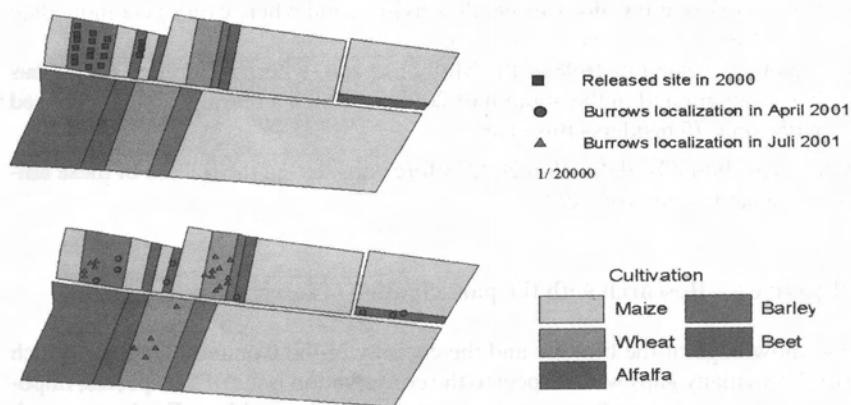 Released site in 2000
Burrows localization in April 2001
Burrows localization in Juli 2001
1/ 20000
Cultivation
Maize
Barley
Wheat
Beet
Alfalfa